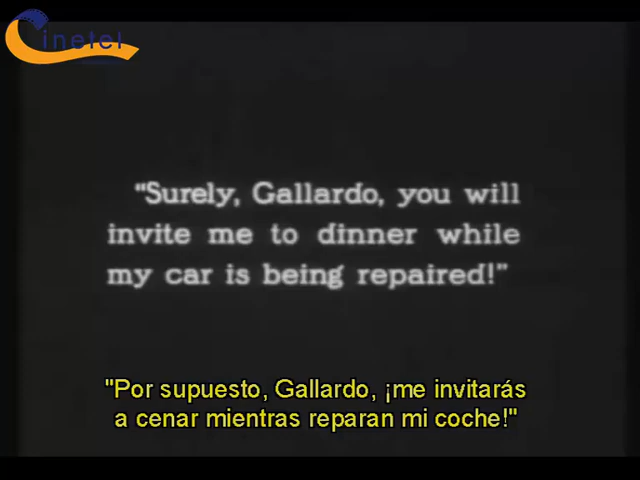 Cinetel
"Surely, Gallardo, you will
invite me to dinner while
my car is being repaired!"
"Por supuesto, Gallardo, ¡me invitarás
a cenar mientras reparan mi coche!"